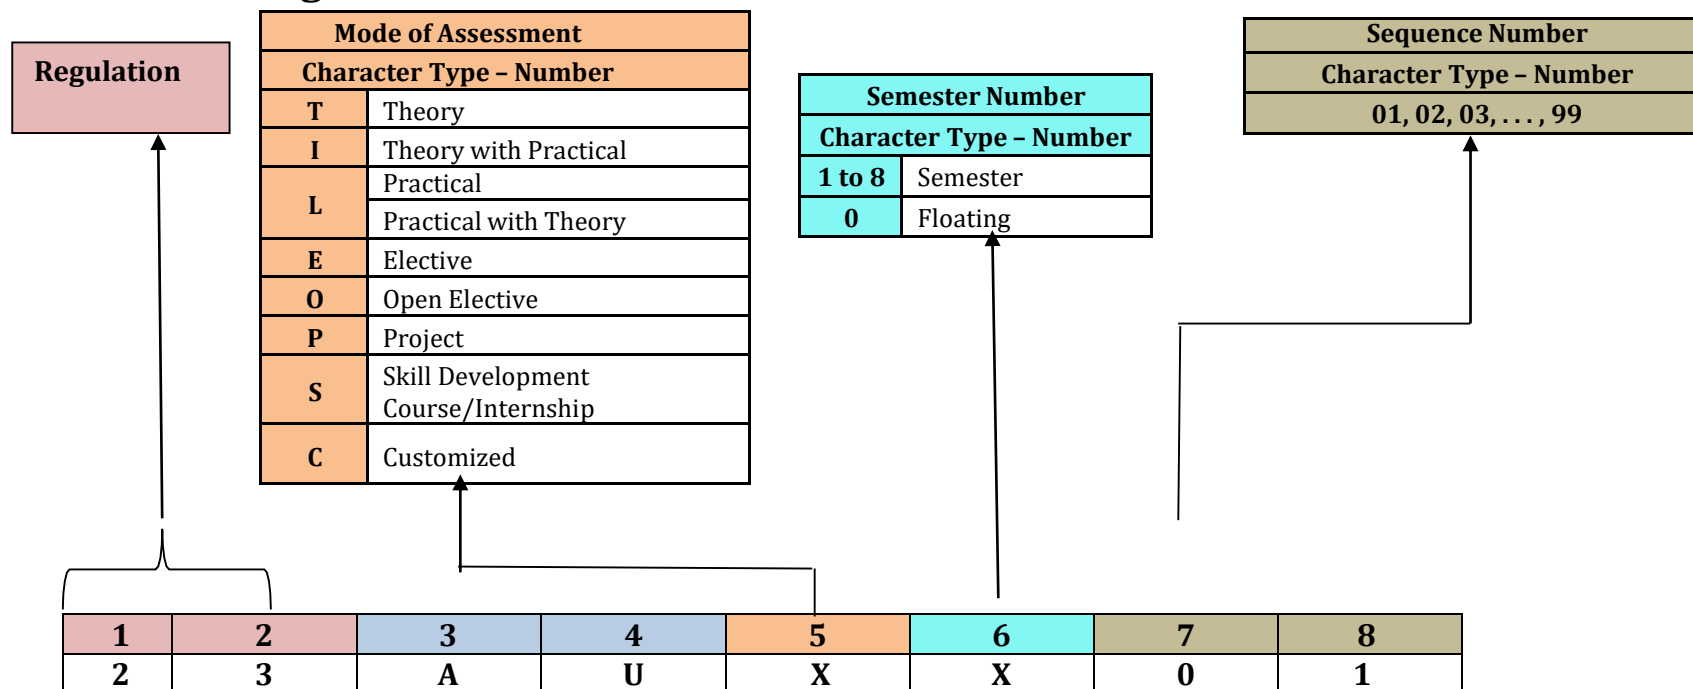 Regulation
Mode of Assessment
Character Type – Number
T Theory
I Theory with Practical
L Practical
Practical with Theory
E Elective
O Open Elective
P Project
S Skill Development
Course/Internship
C Customized
Semester Number
Character Type – Number
1 to 8 Semester
0 Floating
Sequence Number
Character Type – Number
01, 02, 03, . . . , 99
1 2 3 4 5 6 7 8
2 3 A U X X 0 1